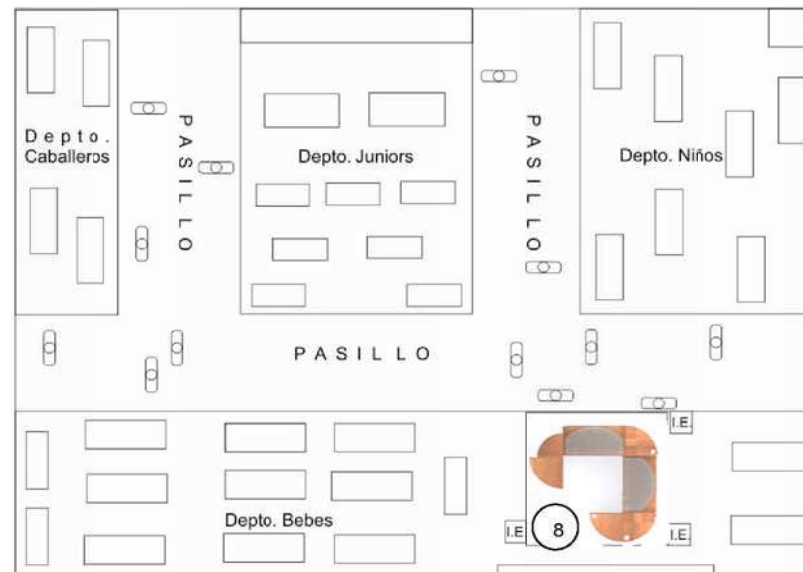 Depto.
Caballeros
PASILLO
Depto. Juniors
PASILLO
Depto. Niños
PASILLO
Depto. Bebes
I.E.
I.E.
8
I.E.